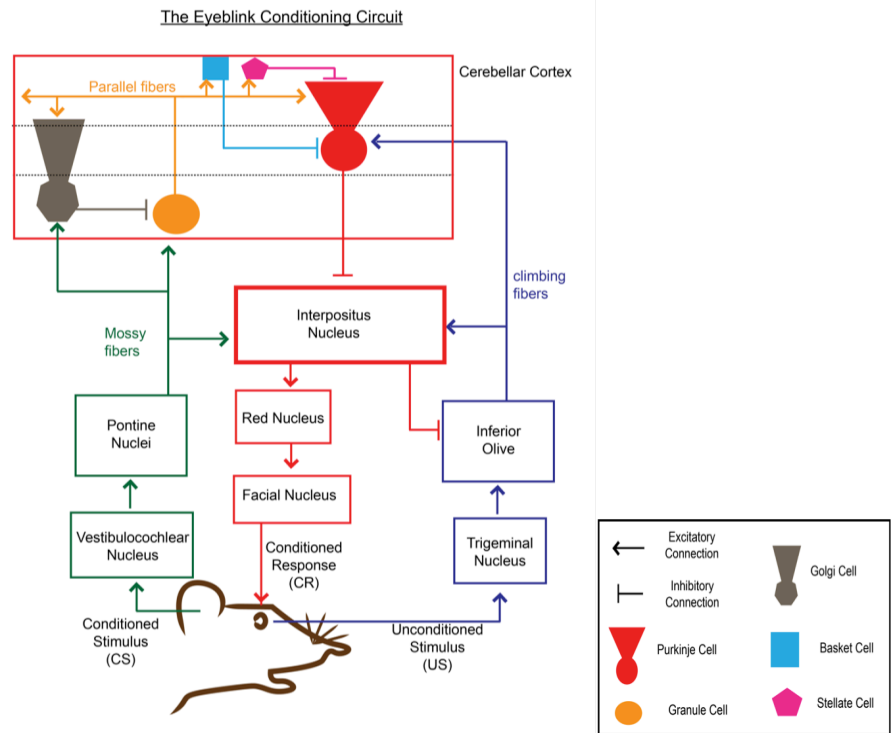 The Eyeblink Conditioning Circuit
Cerebellar Cortex
Parallel fibers
climbing
fibers
Interpositus
Nucleus
Mossy
fibers
Pontine
Nuclei
Red Nucleus
Inferior
Olive
Facial Nucleus
Vestibulocochlear
Nucleus
Trigeminal
Nucleus
Conditioned
Response
(CR)
Conditioned
Stimulus
(CS)
Unconditioned
Stimulus
(US)
Excitatory
Connection
Inhibitory
Connection
Golgi Cell
Purkinje Cell
Basket Cell
Granule Cell
Stellate Cell